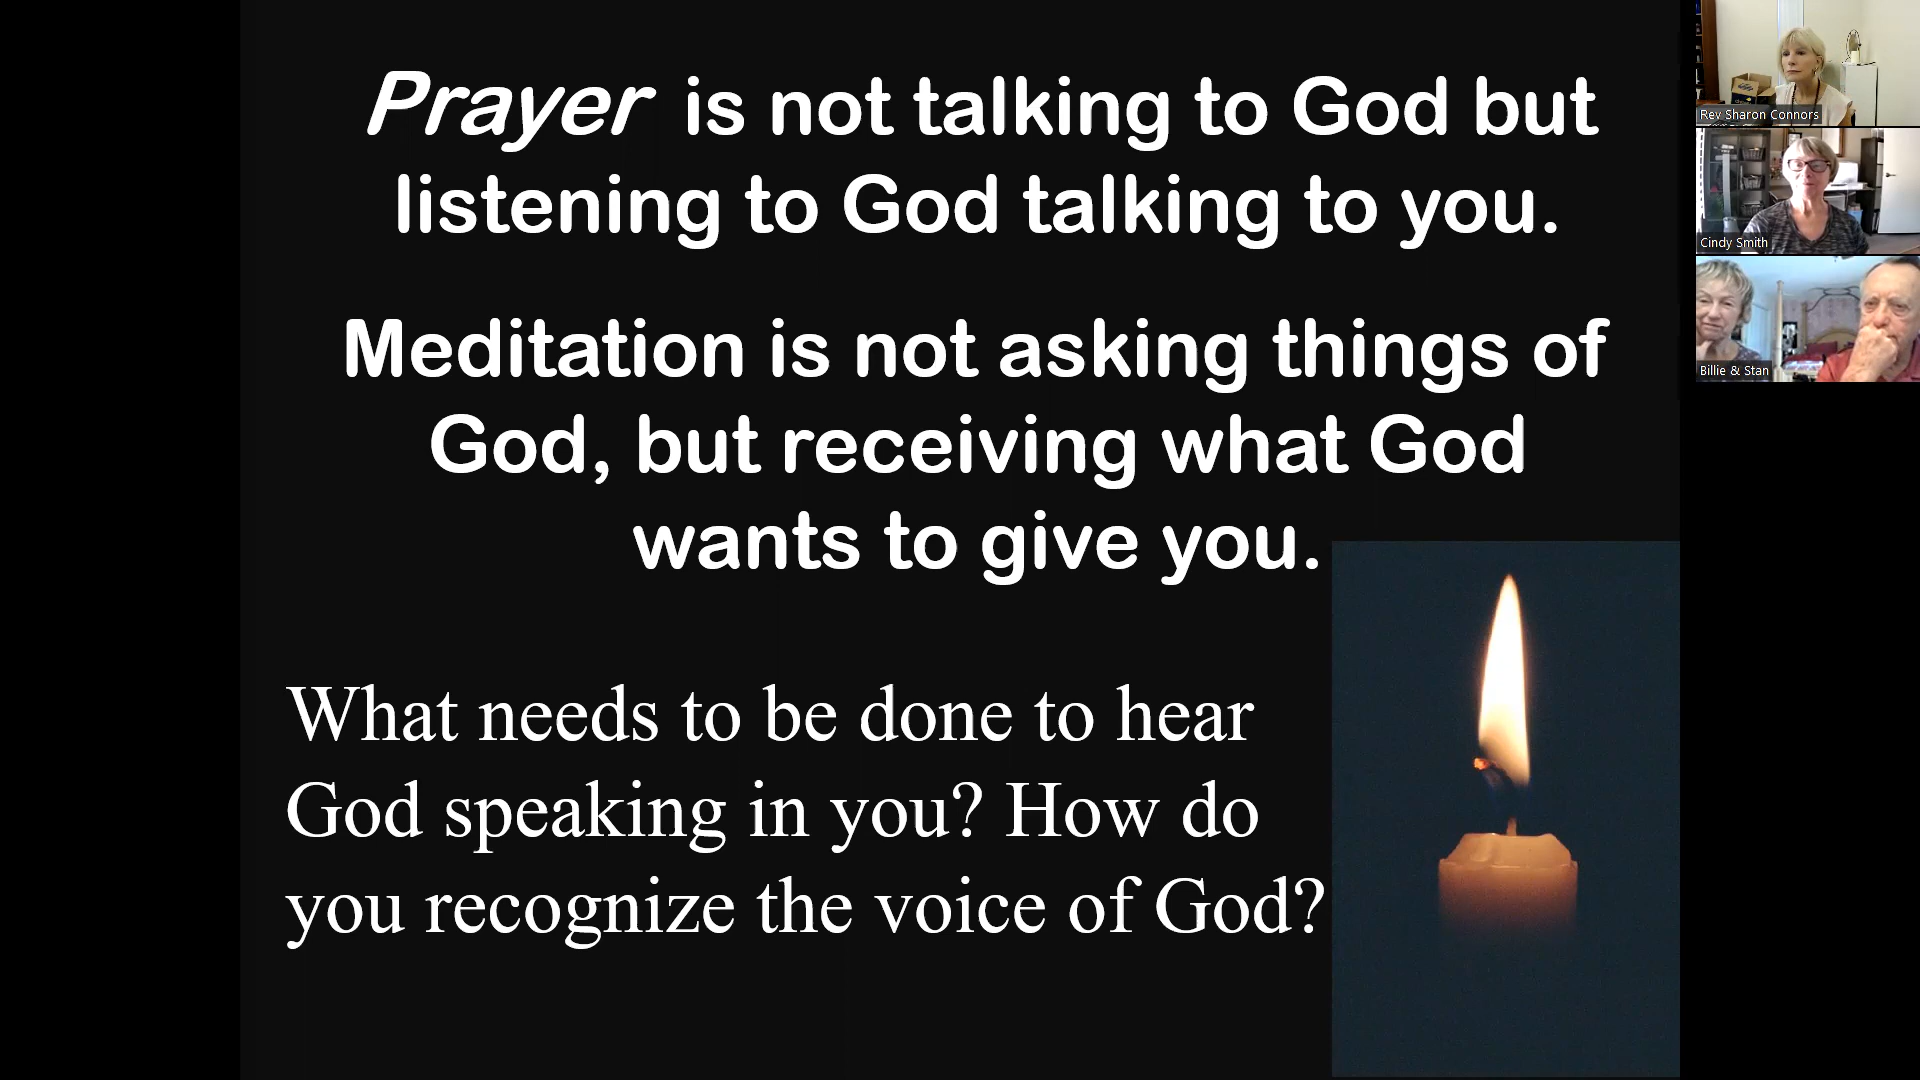 Prayer is not talking to God but
listening to God talking to you.
Meditation is not asking things of
God, but receiving what God
wants to give you.
What needs to be done to hear
God speaking in you? How do
you recognize the voice of God?
Rev Sharon Connors
Cindy Smith
Billie & Stan